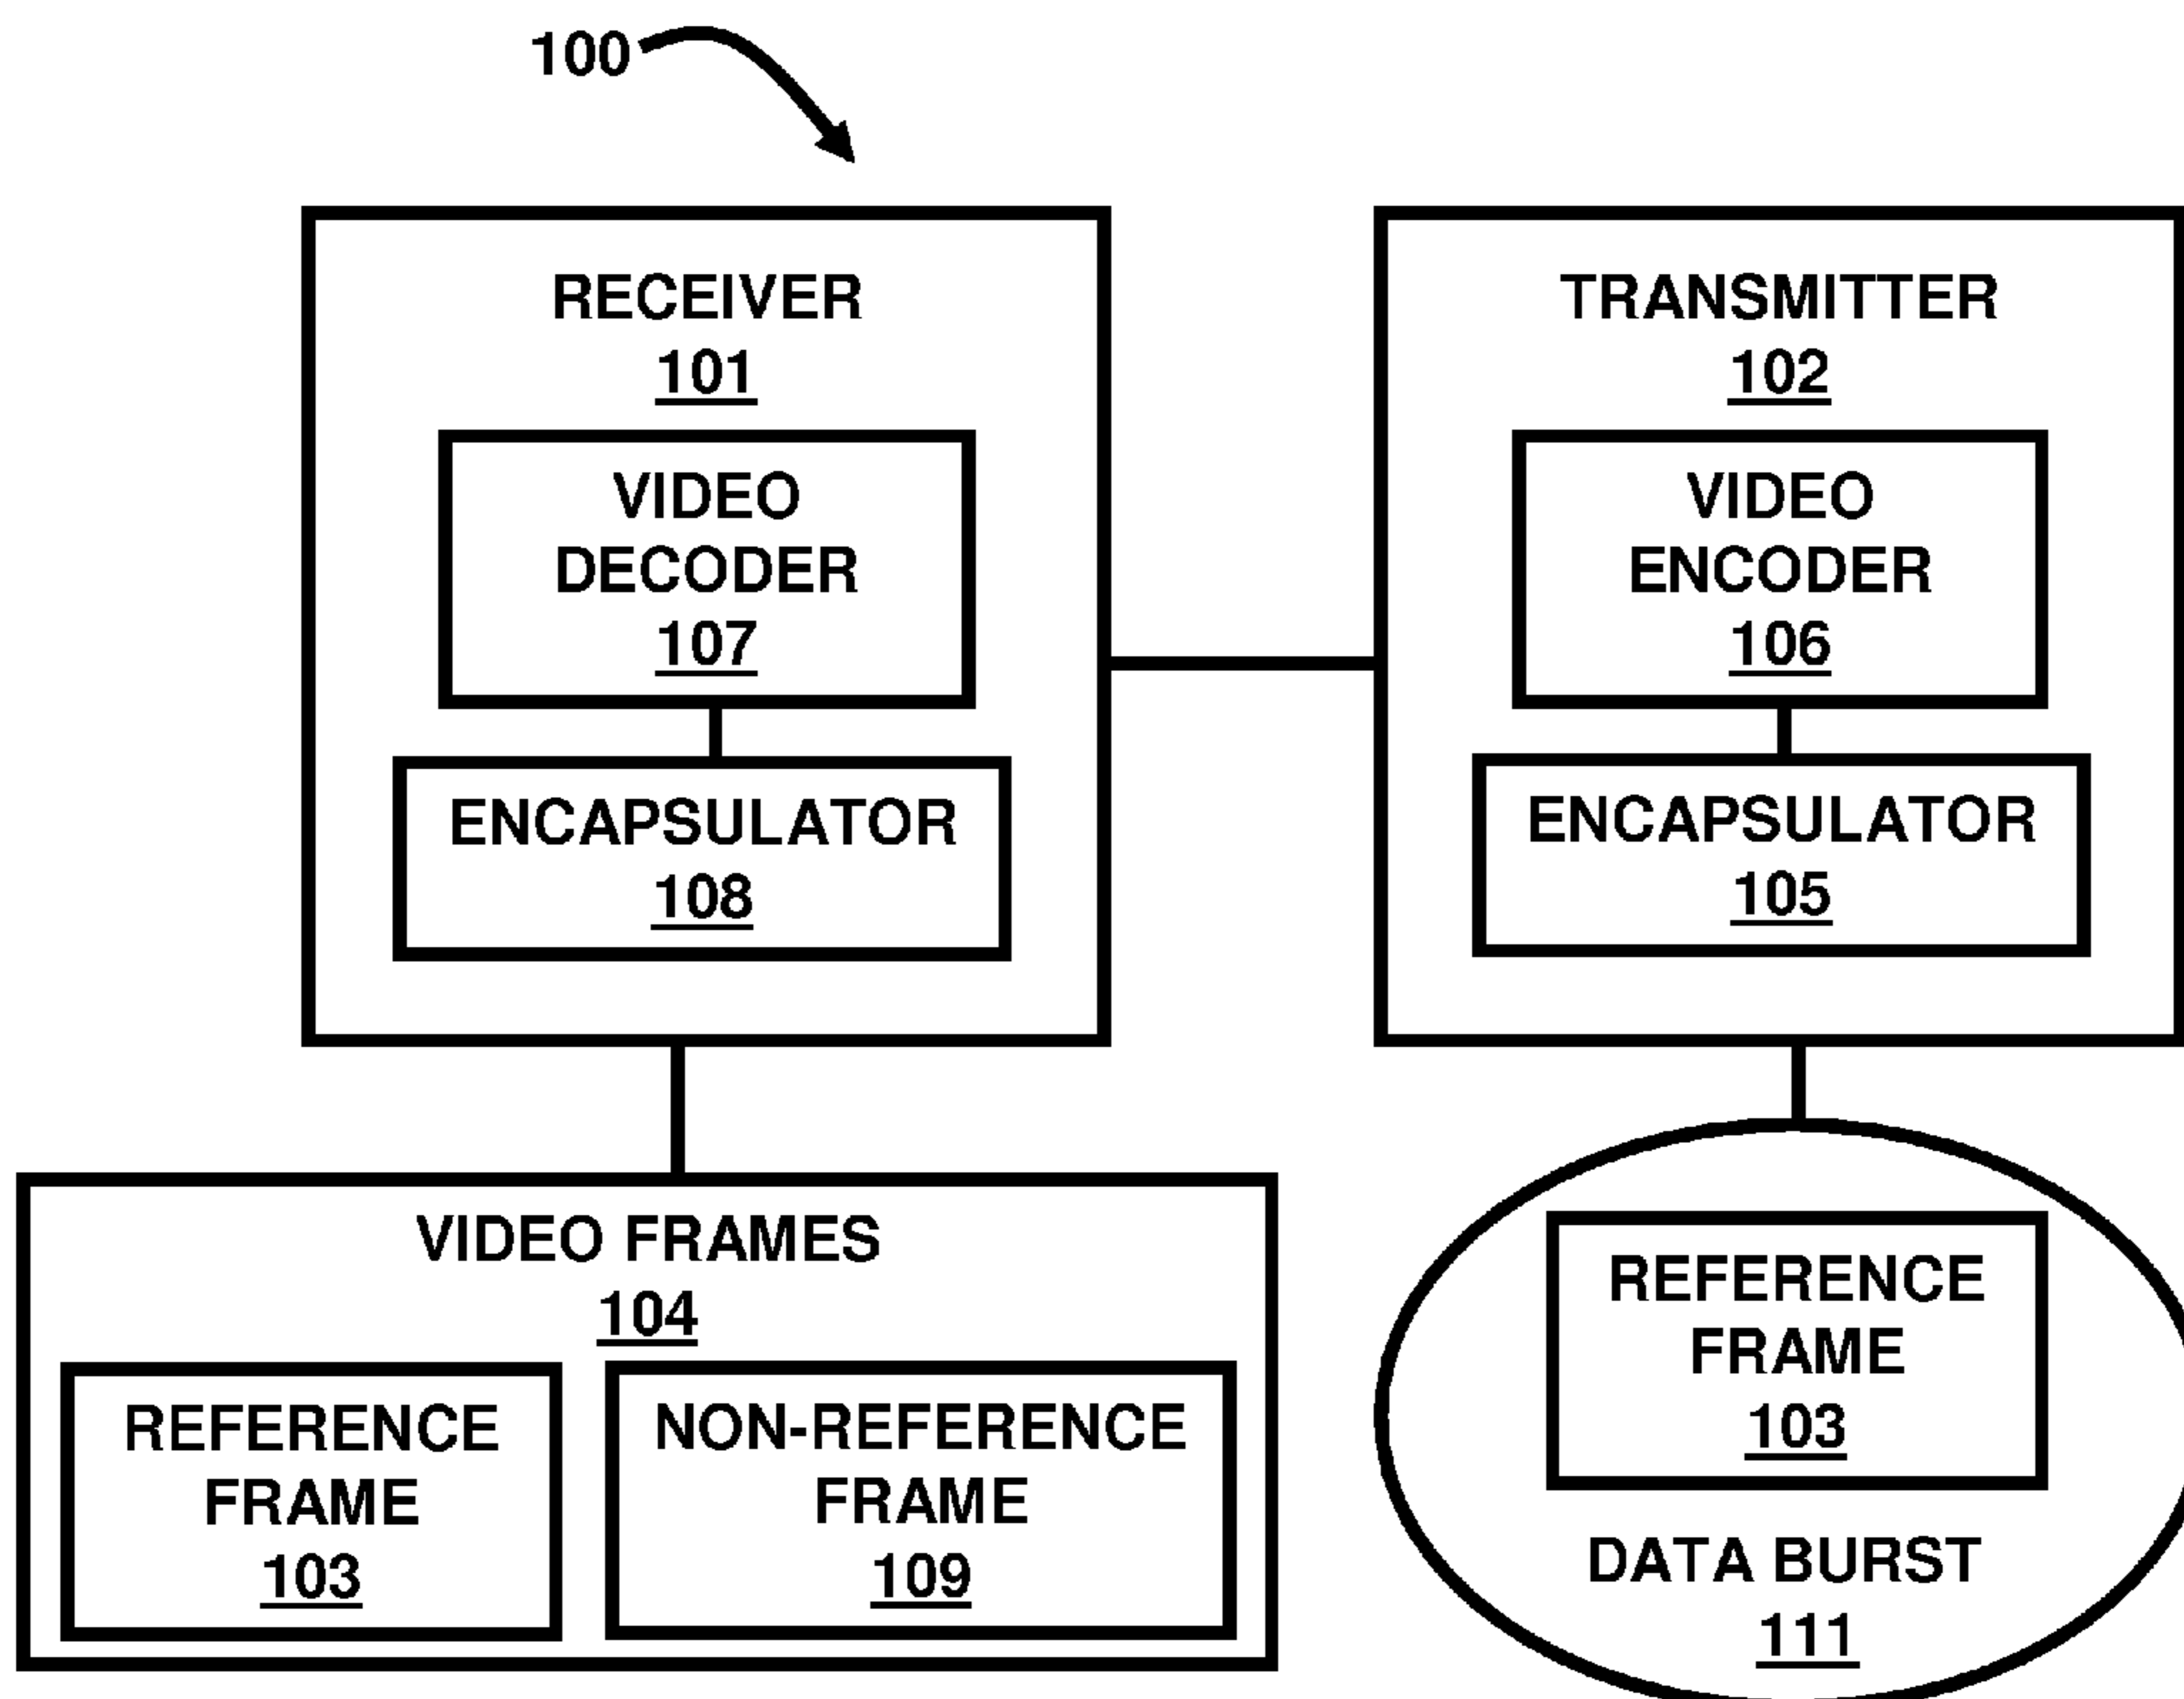 100
RECEIVER
101
VIDEO
DECODER
107
ENCAPSULATOR
108
TRANSMITTER
102
VIDEO
ENCODER
106
ENCAPSULATOR
105
VIDEO FRAMES
104
REFERENCE
FRAME
103
NON-REFERENCE
FRAME
109
REFERENCE
FRAME
103
DATA BURST
111